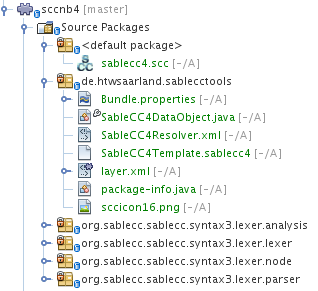 sccnb4 [master]
Source Packages
<default package>
sablecc4.scc [-/A]
de.htwsaarland.sablecctools
Bundle.properties [-/A]
SableCC4DataObject.java [-/A]
SableCC4Resolver.xml [-/A]
SableCC4Template.sablecc4 [-/A]
layer.xml [-/A]
package-info.java [-/A]
sccicon16.png [-/A]
org.sablecc.sablecc.syntax3.lexer.analysis
org.sablecc.sablecc.syntax3.lexer.lexer
org.sablecc.sablecc.syntax3.lexer.node
org.sablecc.sablecc.syntax3.lexer.parser